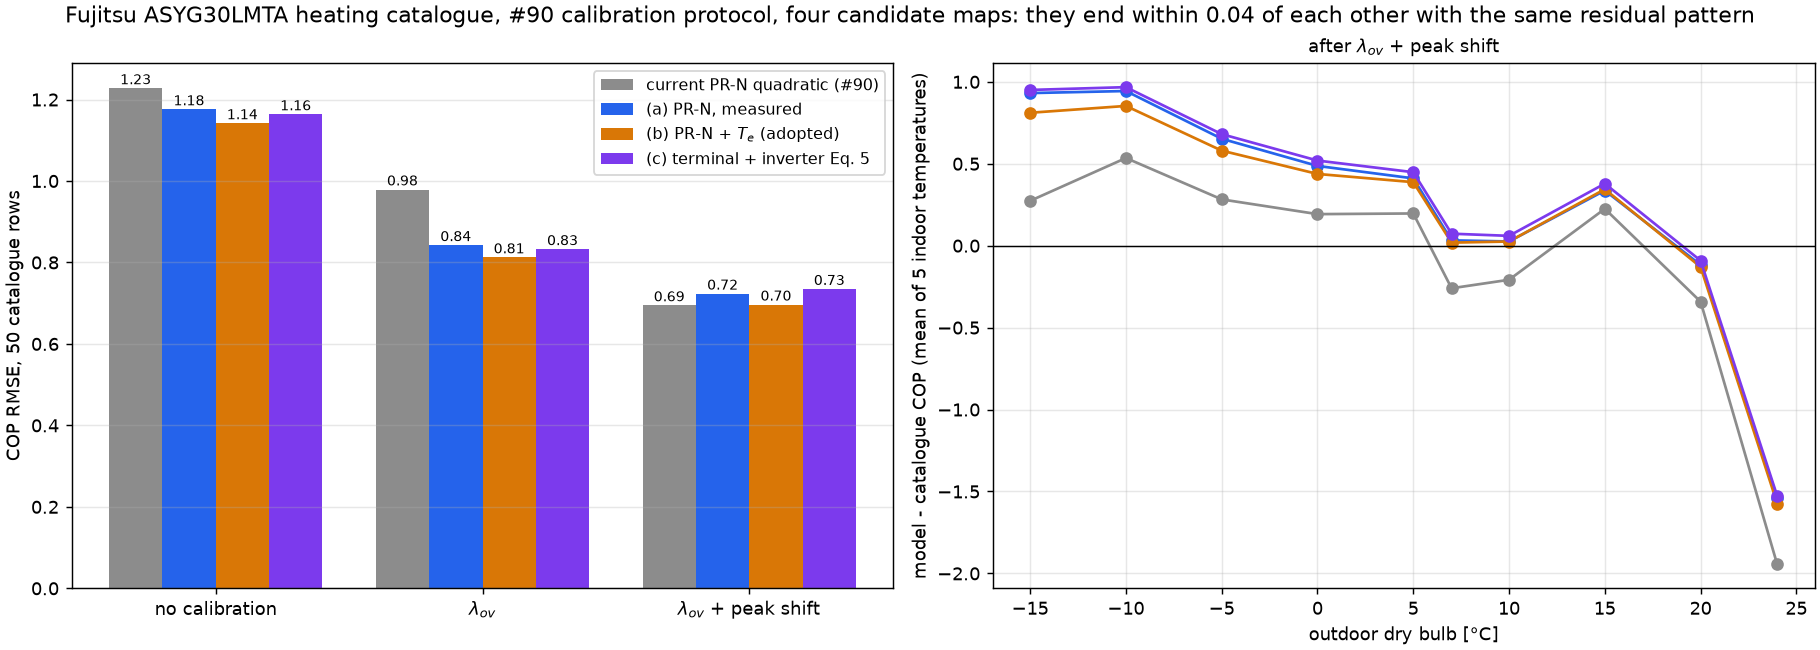 Fujitsu ASYG30LMTA heating catalogue, #90 calibration protocol, four candidate maps: they end within 0.04 of each other with the same residual pattern
COP RMSE, 50 catalogue rows
1.2
1.0
0.8
0.6
0.4
0.2
0.0
1.23
1.18
1.14
1.16
0.98
0.84
0.81
0.83
0.69
0.72
0.70
0.73
current PR-N quadratic (#90)
(a) PR-N, measured
(b) PR-N + Te (adopted)
(c) terminal + inverter Eq. 5
no calibration
λov
λov + peak shift
after λov + peak shift
model - catalogue COP (mean of 5 indoor temperatures)
1.0
0.5
0.0
−0.5
−1.0
−1.5
−2.0
−15
−10
−5
0
5
10
15
20
25
outdoor dry bulb [°C]